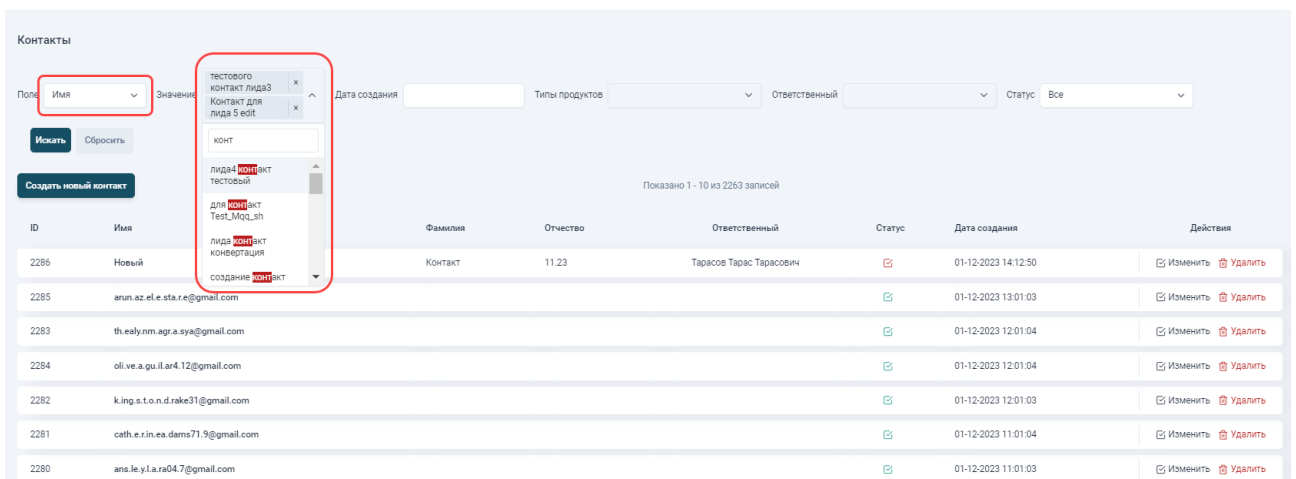 Контакты
Поле Имя Значение тестового контакт лида3 × Дата создания Типы продуктов Ответственный Статус Все
Контакт для лида 5 edit ×
Искать Сбросить
конт
лида4 контакт тестовый
для контакт Test_Mqq_sh
лида контакт конвертация
создание контакт
Создать новый контакт Показано 1 - 10 из 2263 записей
ID Имя Фамилия Отчество Ответственный Статус Дата создания Действия
2286 Новый Контакт 11.23 Тарасов Тарас Тарасович 01-12-2023 14:12:50 Изменить Удалить
2285 arun.az.el.e.sta.r.e@gmail.com 01-12-2023 13:01:03 Изменить Удалить
2283 th.ealy.nm.agr.a.sya@gmail.com 01-12-2023 12:01:04 Изменить Удалить
2284 oli.ve.a.gu.il.ar4.12@gmail.com 01-12-2023 12:01:04 Изменить Удалить
2282 k.ing.s.t.o.n.d.rake31@gmail.com 01-12-2023 12:01:03 Изменить Удалить
2281 cath.e.r.in.ea.dams71.9@gmail.com 01-12-2023 11:01:04 Изменить Удалить
2280 ans.le.y.l.a.ra04.7@gmail.com 01-12-2023 11:01:03 Изменить Удалить